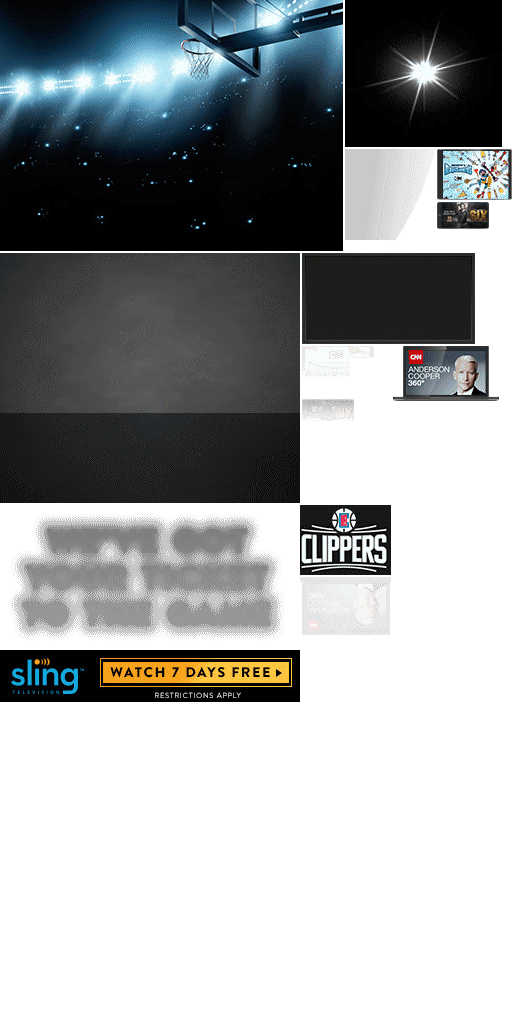 SIX
CNN
ANDERSON
COOPER
360°
WE'VE GOT
YOUR TICKET
TO THE GAME
CLIPPERS
sling
TELEVISION
WATCH 7 DAYS FREE
RESTRICTIONS APPLY